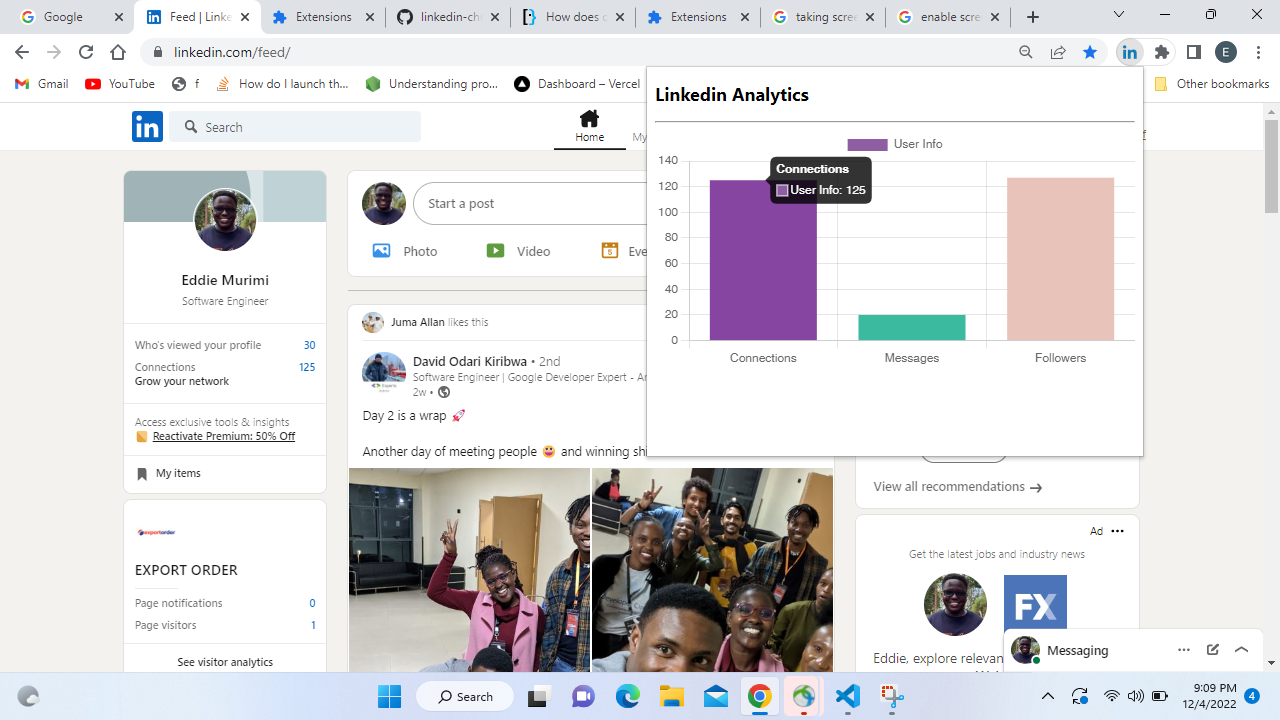 Google
Feed | Linke
Extensions
linkedin-ch
How does c
Extensions
taking scree
enable scre
linkedin.com/feed/
in
E
Gmail
YouTube
f
How do I launch th...
Understanding pro...
Dashboard – Vercel
Other bookmarks
in
Search
Home
My
Linkedin Analytics
User Info
140
120
100
80
60
40
20
0
Connections
User Info: 125
Connections
Messages
Followers
Eddie Murimi
Software Engineer
Who's viewed your profile 30
Connections 125
Grow your network
Access exclusive tools & insights
Reactivate Premium: 50% Off
My items
EXPORT ORDER
Page notifications 0
Page visitors 1
See visitor analytics
Start a post
Photo
Video
Eve
Juma Allan likes this
David Odari Kiribwa • 2nd
Software Engineer | Google Developer Expert - An
2w •
Day 2 is a wrap 🚀
Another day of meeting people 😀 and winning shi
View all recommendations →
Ad
Get the latest jobs and industry news
FX
Eddie, explore relevan
Messaging
Search
9:09 PM
12/4/2022
4